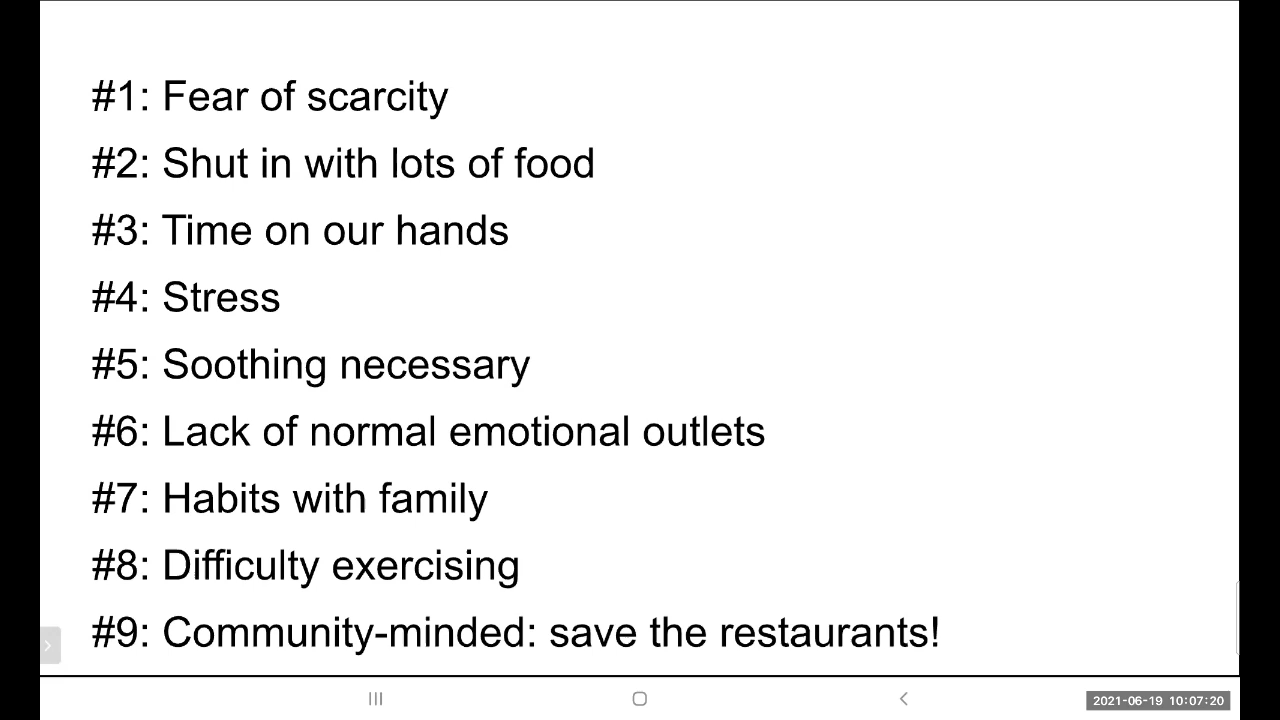 #1: Fear of scarcity
#2: Shut in with lots of food
#3: Time on our hands
#4: Stress
#5: Soothing necessary
#6: Lack of normal emotional outlets
#7: Habits with family
#8: Difficulty exercising
#9: Community-minded: save the restaurants!
2021-06-19 10:07:20